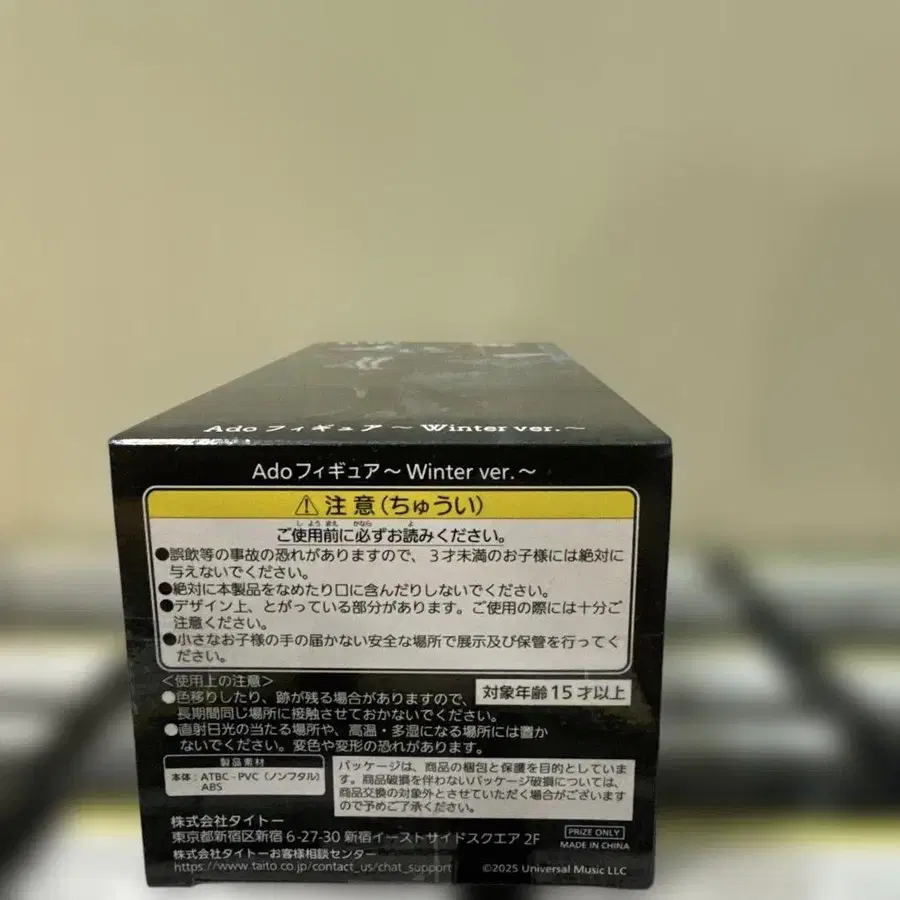 Ado フィギュア ～ Winter ver. ～
Adoフィギュア～ Winter ver. ～
⚠ 注 意（ちゅうい）
しようまえ かなら よ
ご使用前に必ずお読みください。
●誤飲等の事故の恐れがありますので、３才未満のお子様には絶対に
与えないでください。
●絶対に本製品をなめたり口に含んだりしないでください。
●デザイン上、とがっている部分があります。ご使用の際には十分ご
注意ください。
●小さなお子様の手の届かない安全な場所で展示及び保管を行ってく
ださい。
＜使用上の注意＞
●色移りしたり、跡が残る場合がありますので、
長期間同じ場所に接触させておかないでください。
対象年齢15才以上
●直射日光の当たる場所や、高温・多湿になる場所には置か
ないでください。変色や変形の恐れがあります。
製品素材
本体：ATBC - PVC（ノンフタル）
ABS
パッケージは、商品の梱包と保護を目的としていま
す。商品破損を伴わないパッケージ破損については、
商品交換の対象外とさせていただく場合がございます
ので予めご了承ください。
株式会社タイトー
東京都新宿区新宿 6-27-30 新宿イーストサイドスクエア 2F
株式会社タイトーお客様相談センター
https://www.taito.co.jp/contact_us/chat_support
PRIZE ONLY
MADE IN CHINA
©2025 Universal Music LLC